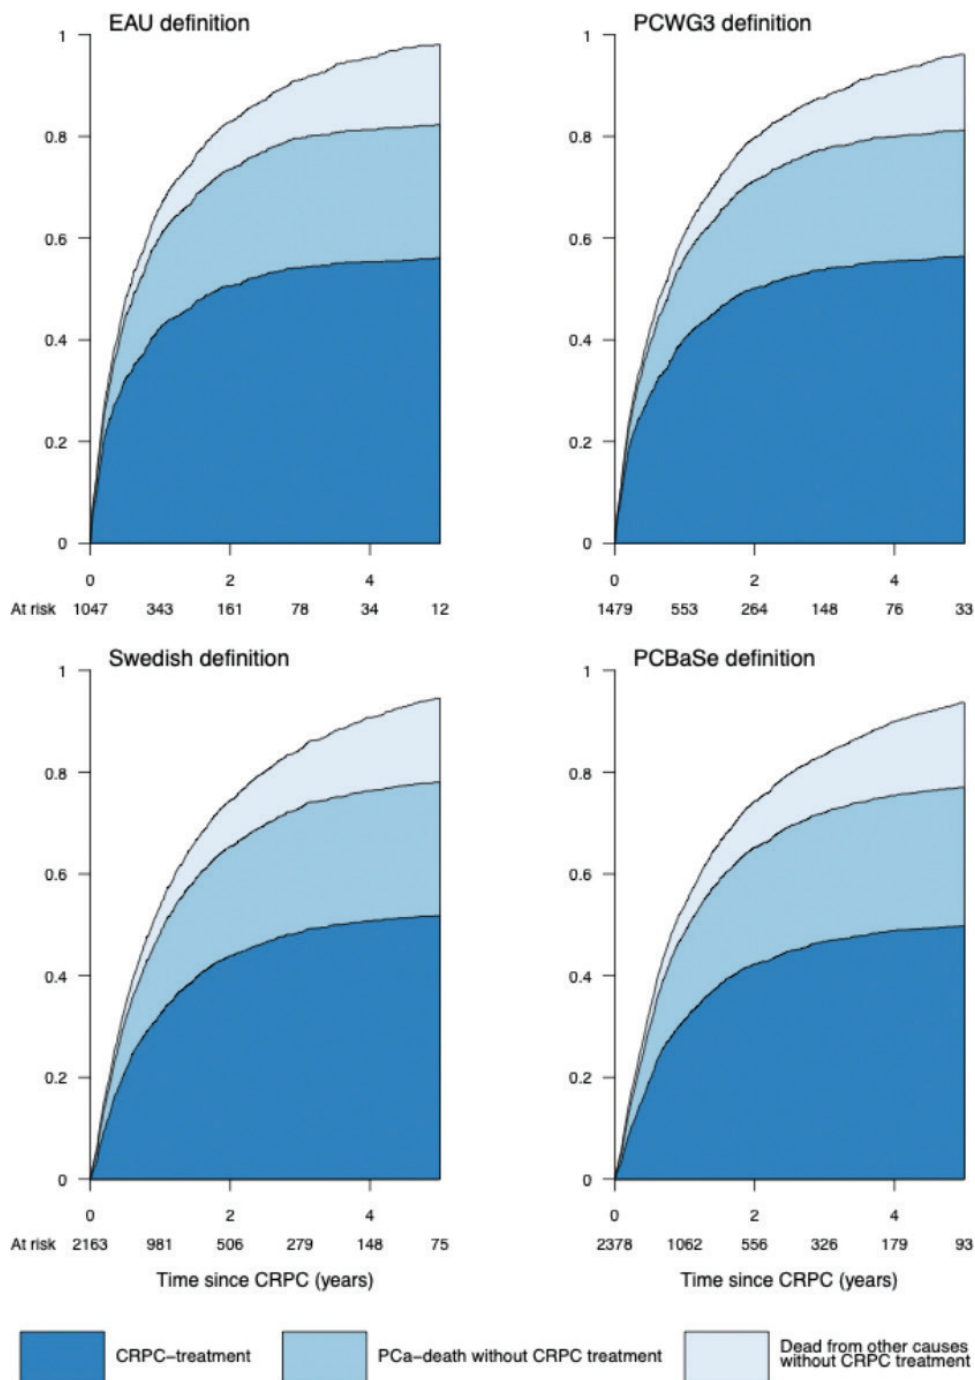 EAU definition
PCWG3 definition
1
0.8
0.6
0.4
0.2
0
1
0.8
0.6
0.4
0.2
0
0 2 4
0 2 4
At risk 1047 343 161 78 34 12
1479 553 264 148 76 33
Swedish definition
PCBaSe definition
1
0.8
0.6
0.4
0.2
0
1
0.8
0.6
0.4
0.2
0
0 2 4
0 2 4
At risk 2163 981 506 279 148 75
2378 1062 556 326 179 93
Time since CRPC (years)
Time since CRPC (years)
CRPC–treatment
PCa–death without CRPC treatment
Dead from other causes
without CRPC treatment